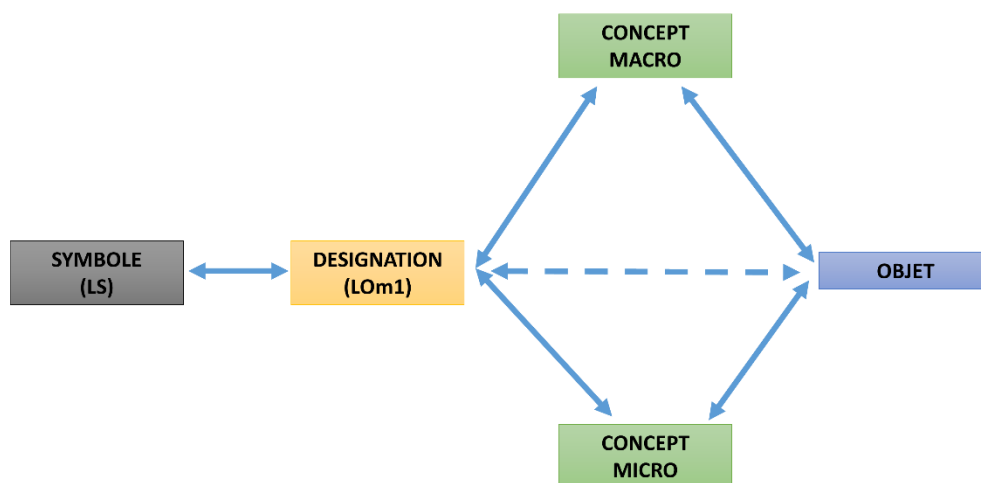 CONCEPT
MACRO
SYMBOLE
(LS)
DESIGNATION
(LOm1)
OBJET
CONCEPT
MICRO